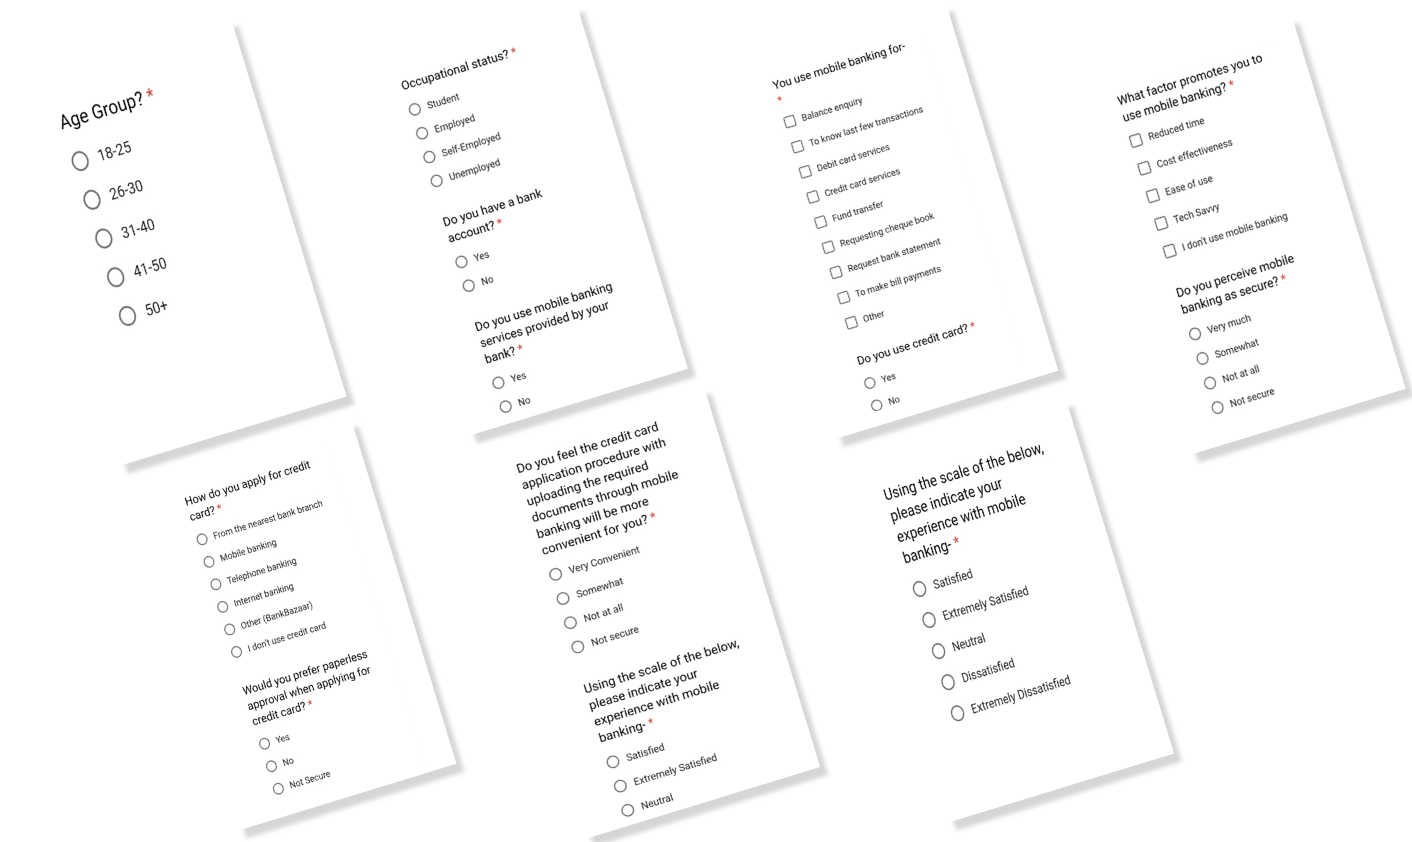 Age Group? *
18-25
26-30
31-40
41-50
50+
Occupational status? *
Student
Employed
Self-Employed
Unemployed
Do you have a bank
account? *
Yes
No
Do you use mobile banking
services provided by your
bank? *
Yes
No
You use mobile banking for-
*
Balance enquiry
To know last few transactions
Debit card services
Credit card services
Fund transfer
Requesting cheque book
Request bank statement
To make bill payments
Other
Do you use credit card? *
Yes
No
What factor promotes you to
use mobile banking? *
Reduced time
Cost effectiveness
Ease of use
Tech Savvy
I don't use mobile banking
Do you perceive mobile
banking as secure? *
Very much
Somewhat
Not at all
Not secure
How do you apply for credit
card? *
From the nearest bank branch
Mobile banking
Telephone banking
Internet banking
Other (BankBazaar)
I don't use credit card
Would you prefer paperless
approval when applying for
credit card? *
Yes
No
Not Secure
Do you feel the credit card
application procedure with
uploading the required
documents through mobile
banking will be more
convenient for you? *
Very Convenient
Somewhat
Not at all
Not secure
Using the scale of the below,
please indicate your
experience with mobile
banking- *
Satisfied
Extremely Satisfied
Neutral
Using the scale of the below,
please indicate your
experience with mobile
banking- *
Satisfied
Extremely Satisfied
Neutral
Dissatisfied
Extremely Dissatisfied